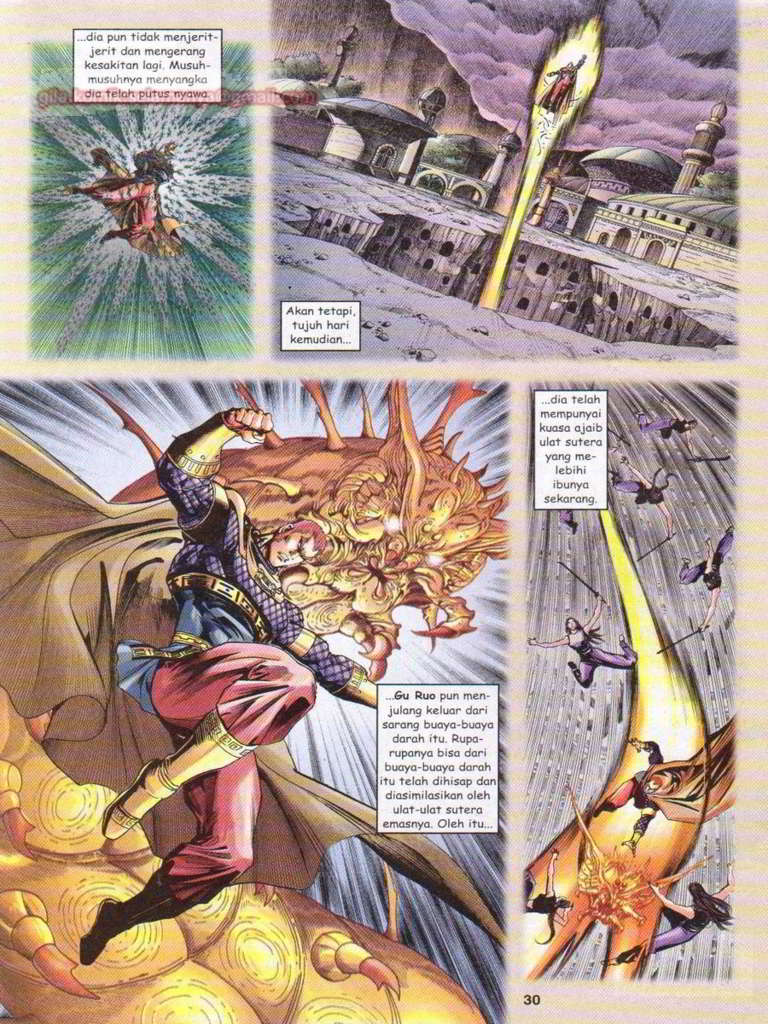 ...dia pun tidak menjerit-
jerit dan mengerang
kesakitan lagi. Musuh-
musuhnya menyangka
dia telah putus nyawa.
Akan tetapi,
tujuh hari
kemudian...
...Gu Ruo pun men-
julang keluar dari
sarang buaya-buaya
darah itu. Rupa-
rupanya bisa dari
buaya-buaya darah
itu telah dihisap dan
diasimilasikan oleh
ulat-ulat sutera
emasnya. Oleh itu...
...dia telah
mempunyai
kuasa ajaib
ulat sutera
yang me-
lebihi
ibunya
sekarang.
30